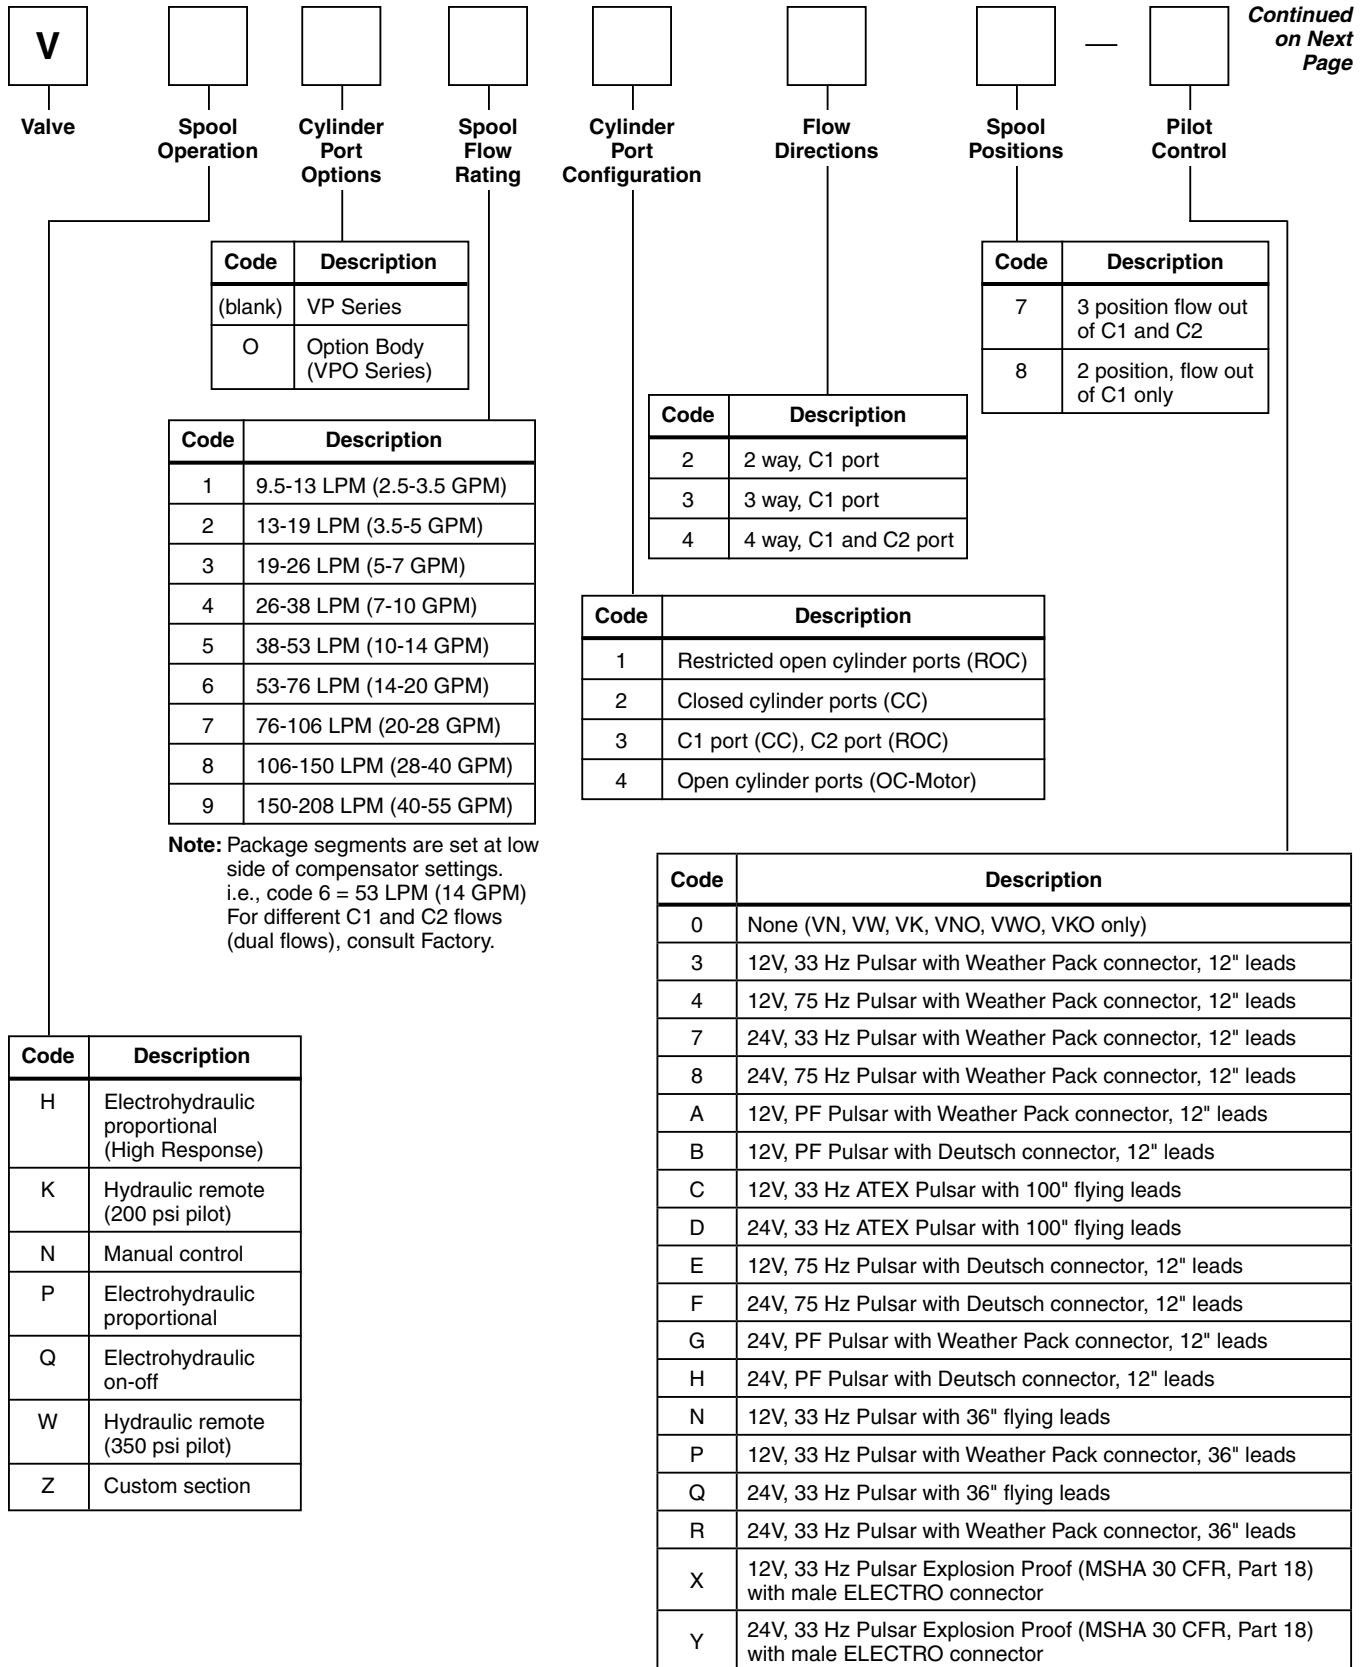 V
Continued
on Next
Page
Valve
Spool
Operation
Cylinder
Port
Options
Spool
Flow
Rating
Cylinder
Port
Configuration
Flow
Directions
Spool
Positions
—
Pilot
Control
Code Description
(blank) VP Series
O Option Body
(VPO Series)
Code Description
7 3 position flow out
of C1 and C2
8 2 position, flow out
of C1 only
Code Description
2 2 way, C1 port
3 3 way, C1 port
4 4 way, C1 and C2 port
Code Description
1 9.5-13 LPM (2.5-3.5 GPM)
2 13-19 LPM (3.5-5 GPM)
3 19-26 LPM (5-7 GPM)
4 26-38 LPM (7-10 GPM)
5 38-53 LPM (10-14 GPM)
6 53-76 LPM (14-20 GPM)
7 76-106 LPM (20-28 GPM)
8 106-150 LPM (28-40 GPM)
9 150-208 LPM (40-55 GPM)
Note: Package segments are set at low
side of compensator settings.
i.e., code 6 = 53 LPM (14 GPM)
For different C1 and C2 flows
(dual flows), consult Factory.
Code Description
1 Restricted open cylinder ports (ROC)
2 Closed cylinder ports (CC)
3 C1 port (CC), C2 port (ROC)
4 Open cylinder ports (OC-Motor)
Code Description
H Electrohydraulic
proportional
(High Response)
K Hydraulic remote
(200 psi pilot)
N Manual control
P Electrohydraulic
proportional
Q Electrohydraulic
on-off
W Hydraulic remote
(350 psi pilot)
Z Custom section
Code Description
0 None (VN, VW, VK, VNO, VWO, VKO only)
3 12V, 33 Hz Pulsar with Weather Pack connector, 12" leads
4 12V, 75 Hz Pulsar with Weather Pack connector, 12" leads
7 24V, 33 Hz Pulsar with Weather Pack connector, 12" leads
8 24V, 75 Hz Pulsar with Weather Pack connector, 12" leads
A 12V, PF Pulsar with Weather Pack connector, 12" leads
B 12V, PF Pulsar with Deutsch connector, 12" leads
C 12V, 33 Hz ATEX Pulsar with 100" flying leads
D 24V, 33 Hz ATEX Pulsar with 100" flying leads
E 12V, 75 Hz Pulsar with Deutsch connector, 12" leads
F 24V, 75 Hz Pulsar with Deutsch connector, 12" leads
G 24V, PF Pulsar with Weather Pack connector, 12" leads
H 24V, PF Pulsar with Deutsch connector, 12" leads
N 12V, 33 Hz Pulsar with 36" flying leads
P 12V, 33 Hz Pulsar with Weather Pack connector, 36" leads
Q 24V, 33 Hz Pulsar with 36" flying leads
R 24V, 33 Hz Pulsar with Weather Pack connector, 36" leads
X 12V, 33 Hz Pulsar Explosion Proof (MSHA 30 CFR, Part 18)
with male ELECTRO connector
Y 24V, 33 Hz Pulsar Explosion Proof (MSHA 30 CFR, Part 18)
with male ELECTRO connector